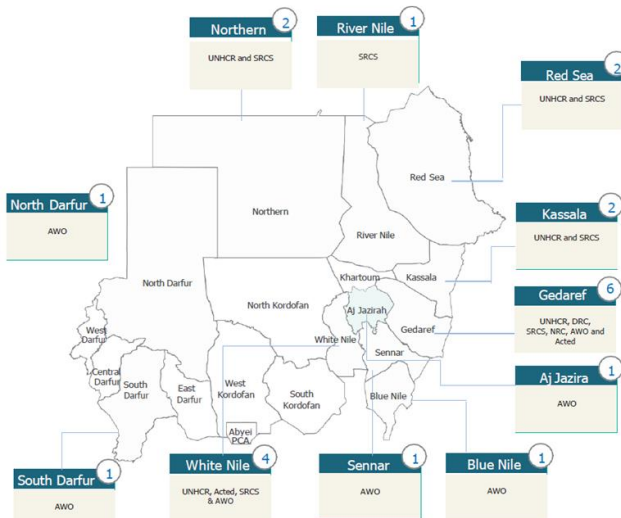 Northern 2
UNHCR and SRCS
River Nile 1
SRCS
Red Sea 2
UNHCR and SRCS
North Darfur 1
AWO
Kassala 2
UNHCR and SRCS
Gedaref 6
UNHCR, DRC,
SRCS, NRC, AWO and
Acted
Aj Jazira 1
AWO
Red Sea
Northern
River Nile
North Darfur
Khartoum
Kassala
North Kordofan
Aj Jazirah
Gedaref
White Nile
West
Darfur
Sennar
Central
Darfur
South
Darfur
East
Darfur
West
Kordofan
South
Kordofan
Blue Nile
Abyei
PCA
South Darfur 1
AWO
White Nile 4
UNHCR, Acted, SRCS
& AWO
Sennar 1
AWO
Blue Nile 1
AWO